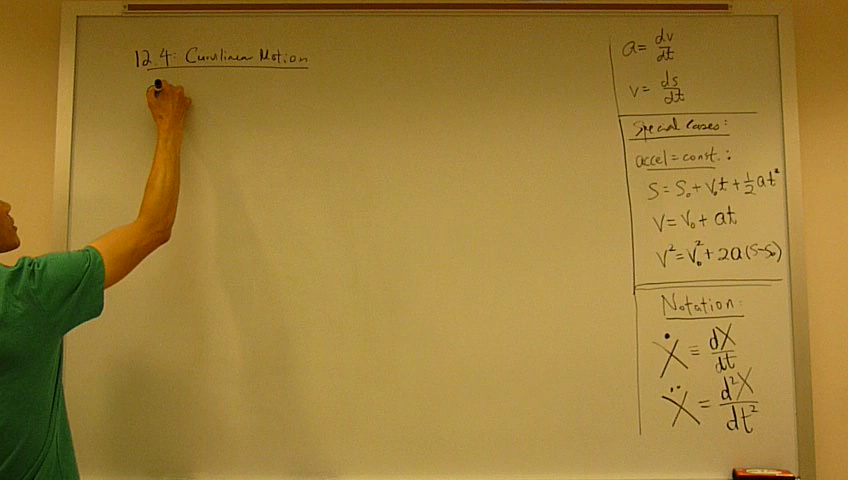 12.4: Curvilinear Motion
a = dv/dt
v = ds/dt
Special Cases:
accel = const.:
S = S₀ + V₀t + ½at²
V = V₀ + at
V² = V₀² + 2a(S-S₀)
Notation:
Ẋ ≡ dX/dt
Ẍ = d²X/dt²